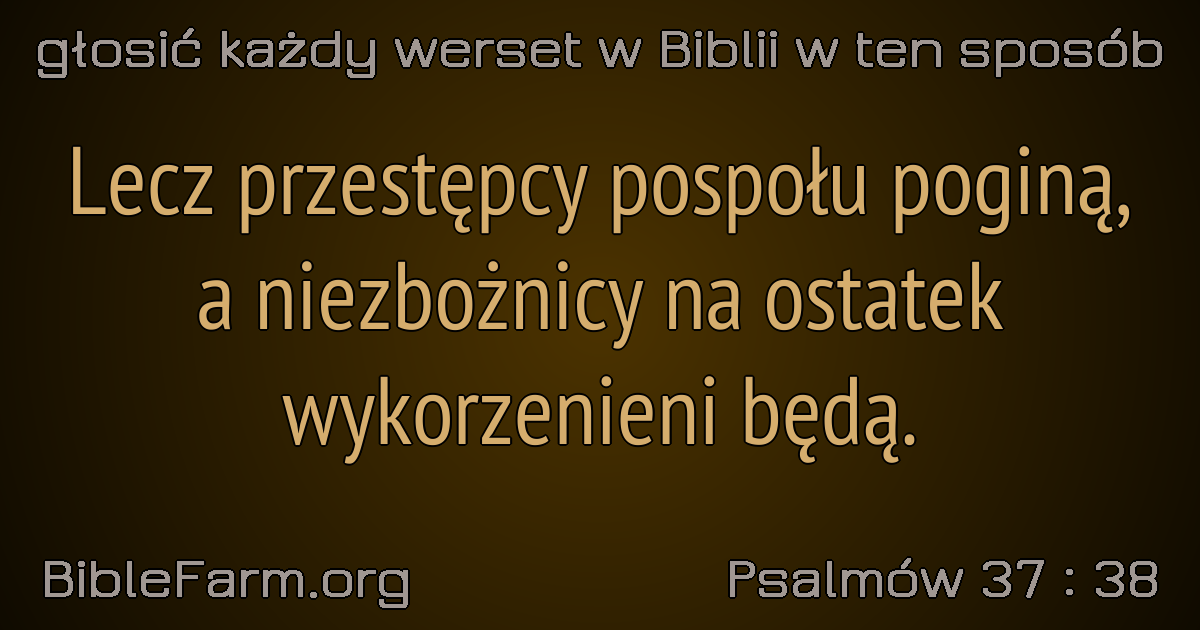 głosić każdy werset w Biblii w ten sposób
Lecz przestępcy pospołu poginą,
a niezbożnicy na ostatek
wykorzenieni będą.
BibleFarm.org
Psalmów 37 : 38